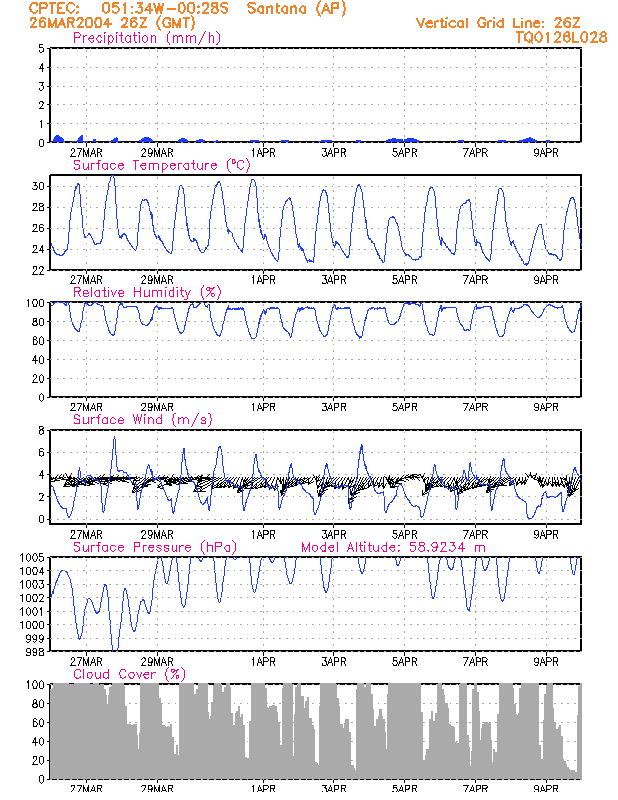 CPTEC: 051:34W-00:28S Santana (AP)
26MAR2004 26Z (GMT) Vertical Grid Line: 26Z
Precipitation (mm/h) TQ0126L028
5
4
3
2
1
0
27MAR 29MAR 1APR 3APR 5APR 7APR 9APR
Surface Temperature (°C)
30
28
26
24
22
27MAR 29MAR 1APR 3APR 5APR 7APR 9APR
Relative Humidity (%)
100
80
60
40
20
0
27MAR 29MAR 1APR 3APR 5APR 7APR 9APR
Surface Wind (m/s)
8
6
4
2
0
27MAR 29MAR 1APR 3APR 5APR 7APR 9APR
Surface Pressure (hPa) Model Altitude: 58.9234 m
1005
1004
1003
1002
1001
1000
999
998
27MAR 29MAR 1APR 3APR 5APR 7APR 9APR
Cloud Cover (%)
100
80
60
40
20
0
27MAR 29MAR 1APR 3APR 5APR 7APR 9APR